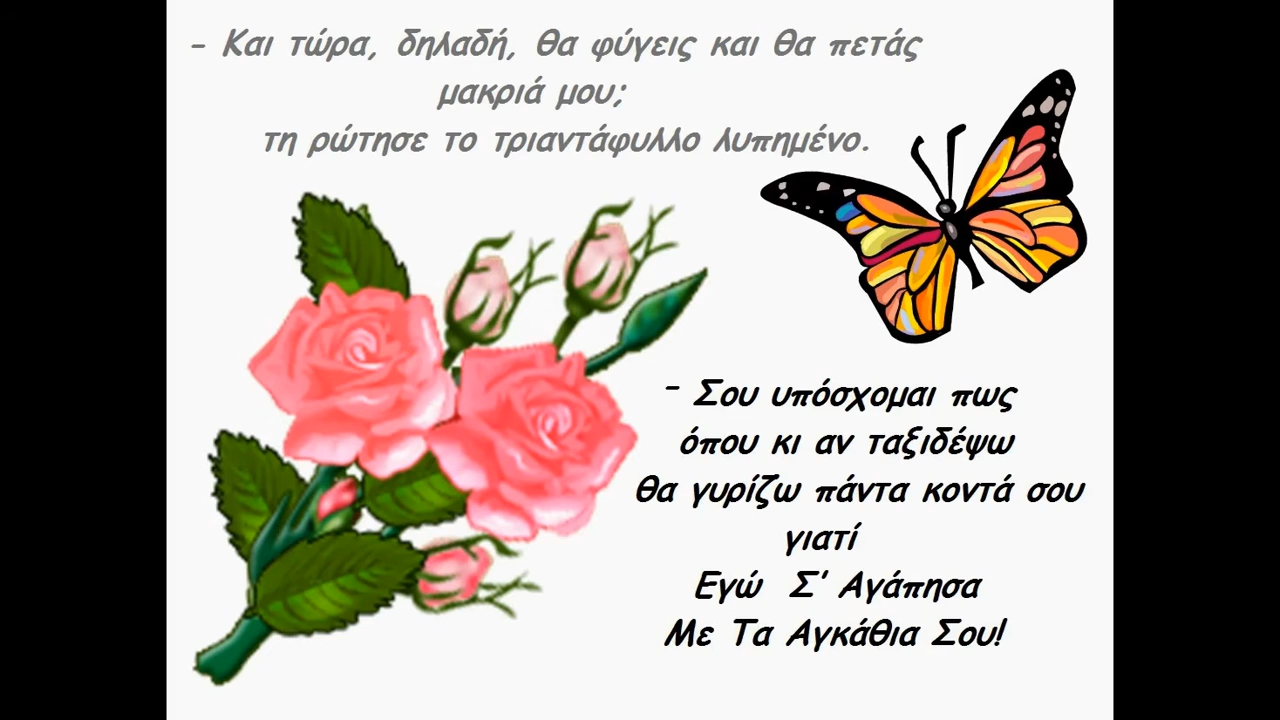 - Και τώρα, δηλαδή, θα φύγεις και θα πετάς
μακριά μου;
τη ρώτησε το τριαντάφυλλο λυπημένο.
- Σου υπόσχομαι πως
όπου κι αν ταξιδέψω
θα γυρίζω πάντα κοντά σου
γιατί
Εγώ Σ' Αγάπησα
Με Τα Αγκάθια Σου!